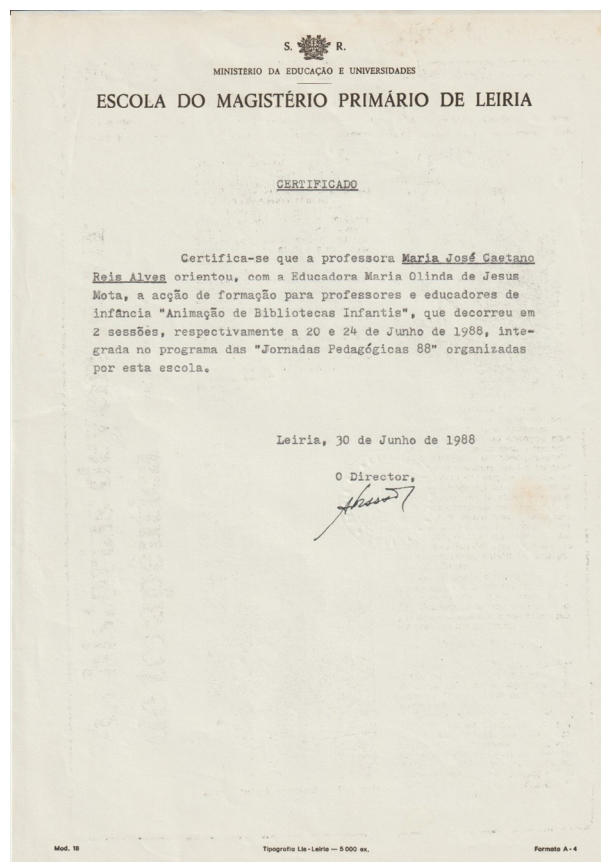 S. R.
MINISTÉRIO DA EDUCAÇÃO E UNIVERSIDADES
ESCOLA DO MAGISTÉRIO PRIMÁRIO DE LEIRIA
CERTIFICADO
Certifica-se que a professora Maria José Caetano
Reis Alves orientou, com a Educadora Maria Olinda de Jesus
Mota, a acção de formação para professores e educadores de
infância "Animação de Bibliotecas Infantis", que decorreu em
2 sessões, respectivamente a 20 e 24 de Junho de 1988, inte-
grada no programa das "Jornadas Pedagógicas 88" organizadas
por esta escola.
Leiria, 30 de Junho de 1988
O Director,
Mod. 18 Tipografia Lis-Leiria — 5 000 ex. Formato A-4